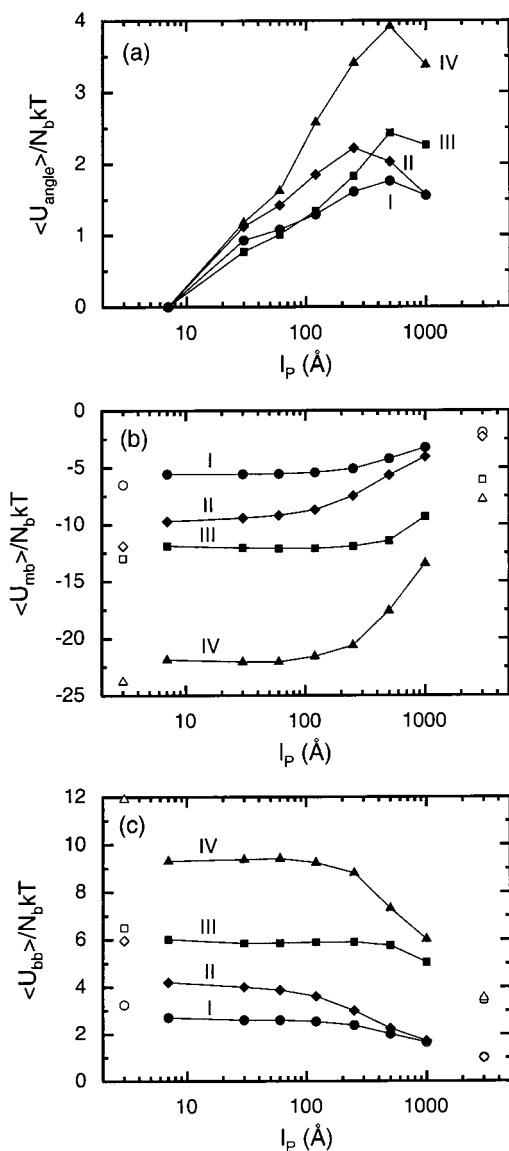 (a)
<U_angle>/N_bkT
4
3
2
1
0
IV
III
II
I
10
100
1000
l_P (Å)
(b)
<U_mb>/N_bkT
0
-5
-10
-15
-20
-25
I
II
III
IV
10
100
1000
l_P (Å)
(c)
<U_bb>/N_bkT
12
10
8
6
4
2
0
IV
III
II
I
10
100
1000
l_P (Å)